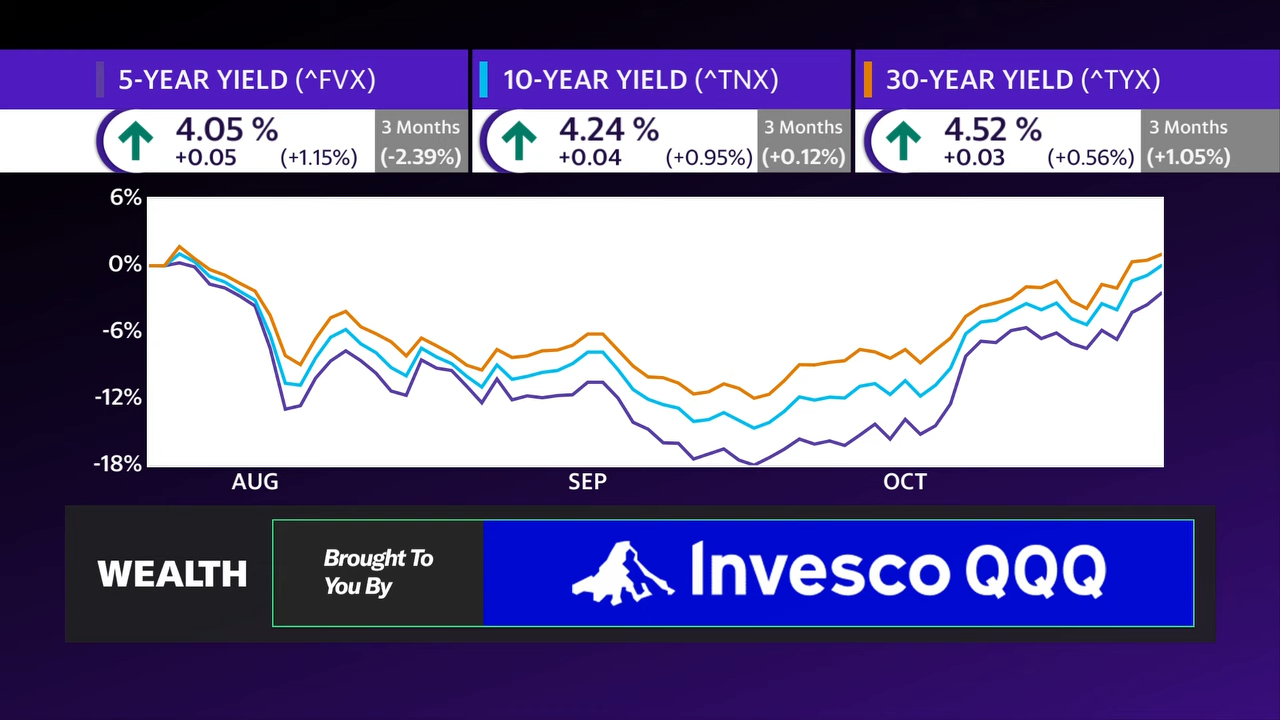 5-YEAR YIELD (^FVX)
4.05 %
+0.05 (+1.15%)
3 Months
(-2.39%)
10-YEAR YIELD (^TNX)
4.24 %
+0.04 (+0.95%)
3 Months
(+0.12%)
30-YEAR YIELD (^TYX)
4.52 %
+0.03 (+0.56%)
3 Months
(+1.05%)
6%
0%
-6%
-12%
-18%
AUG SEP OCT
WEALTH
Brought To
You By
Invesco QQQ